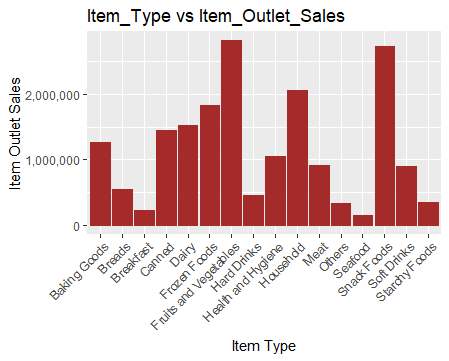 Item_Type vs Item_Outlet_Sales
Item Outlet Sales
2,000,000
1,000,000
0
Baking Goods
Breads
Breakfast
Canned
Dairy
Frozen Foods
Fruits and Vegetables
Hard Drinks
Health and Hygiene
Household
Meat
Others
Seafood
Snack Foods
Soft Drinks
Starchy Foods
Item Type